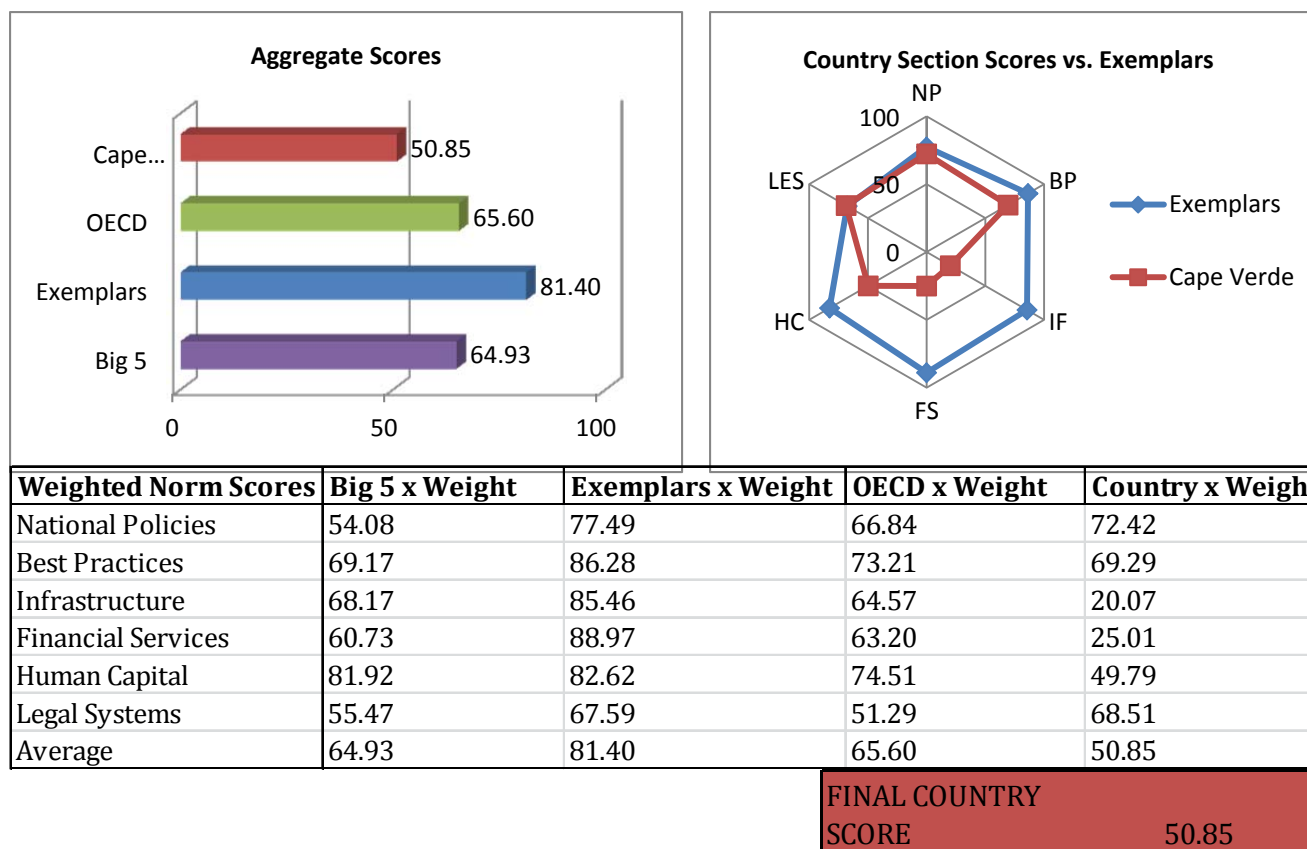 Aggregate Scores
Cape...
50.85
OECD
65.60
Exemplars
81.40
Big 5
64.93
0 50 100
Country Section Scores vs. Exemplars
NP
100
LES
50
BP
0
HC
IF
FS
Exemplars
Cape Verde
Weighted Norm Scores Big 5 x Weight Exemplars x Weight OECD x Weight Country x Weigh
National Policies 54.08 77.49 66.84 72.42
Best Practices 69.17 86.28 73.21 69.29
Infrastructure 68.17 85.46 64.57 20.07
Financial Services 60.73 88.97 63.20 25.01
Human Capital 81.92 82.62 74.51 49.79
Legal Systems 55.47 67.59 51.29 68.51
Average 64.93 81.40 65.60 50.85
FINAL COUNTRY
SCORE 50.85